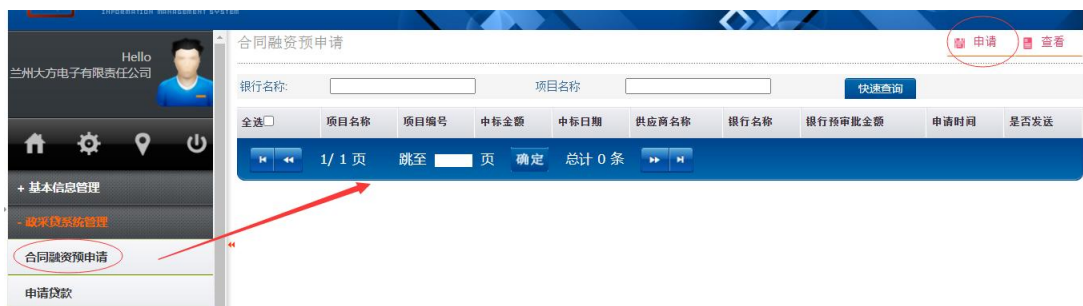 INFORMATION MANAGEMENT SYSTEM
Hello
兰州大方电子有限责任公司
合同融资预申请
申请
查看
银行名称:
项目名称
快速查询
全选 项目名称 项目编号 中标金额 中标日期 供应商名称 银行名称 银行预审批金额 申请时间 是否发送
1/ 1 页 跳至 页 确定 总计 0 条
+ 基本信息管理
- 政采贷系统管理
合同融资预申请
申请贷款